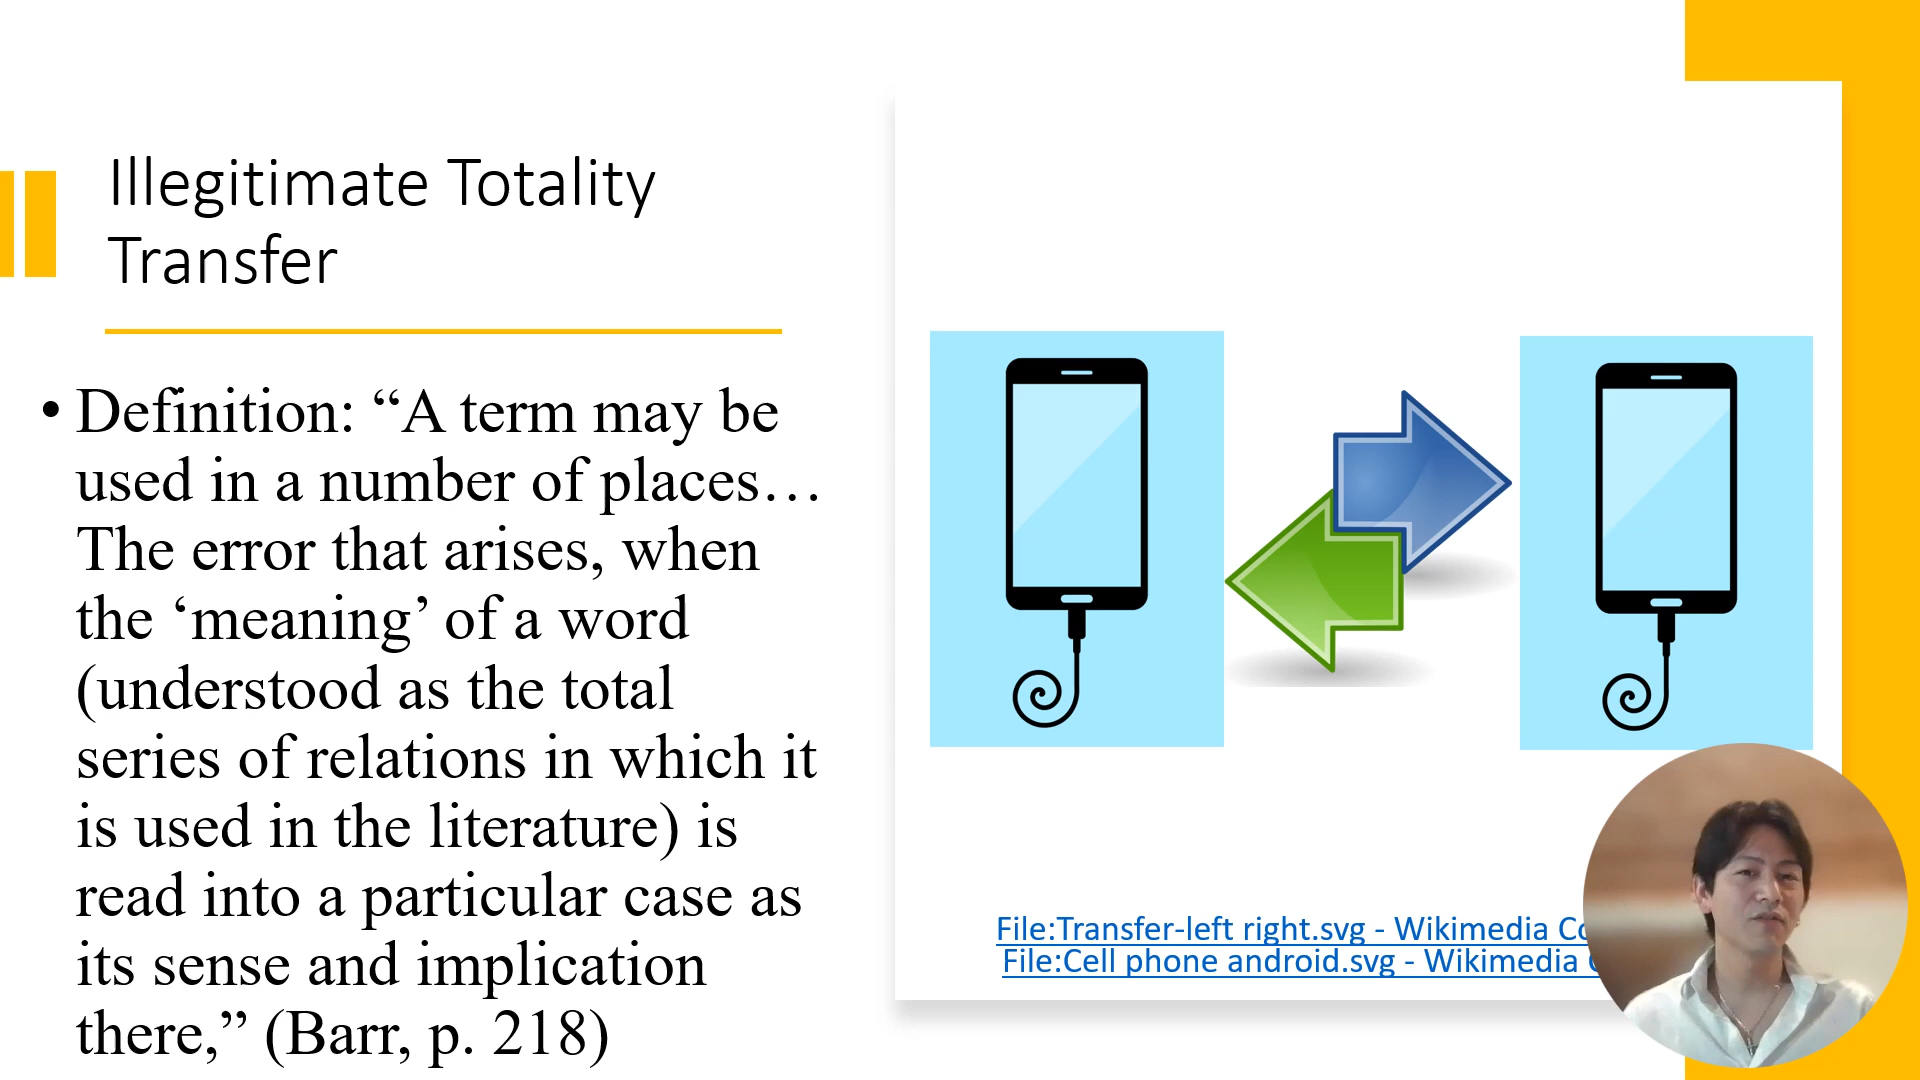 Illegitimate Totality
Transfer
• Definition: “A term may be
used in a number of places…
The error that arises, when
the ‘meaning’ of a word
(understood as the total
series of relations in which it
is used in the literature) is
read into a particular case as
its sense and implication
there,” (Barr, p. 218)
File:Transfer-left right.svg - Wikimedia
File:Cell phone android.svg - Wikimedia